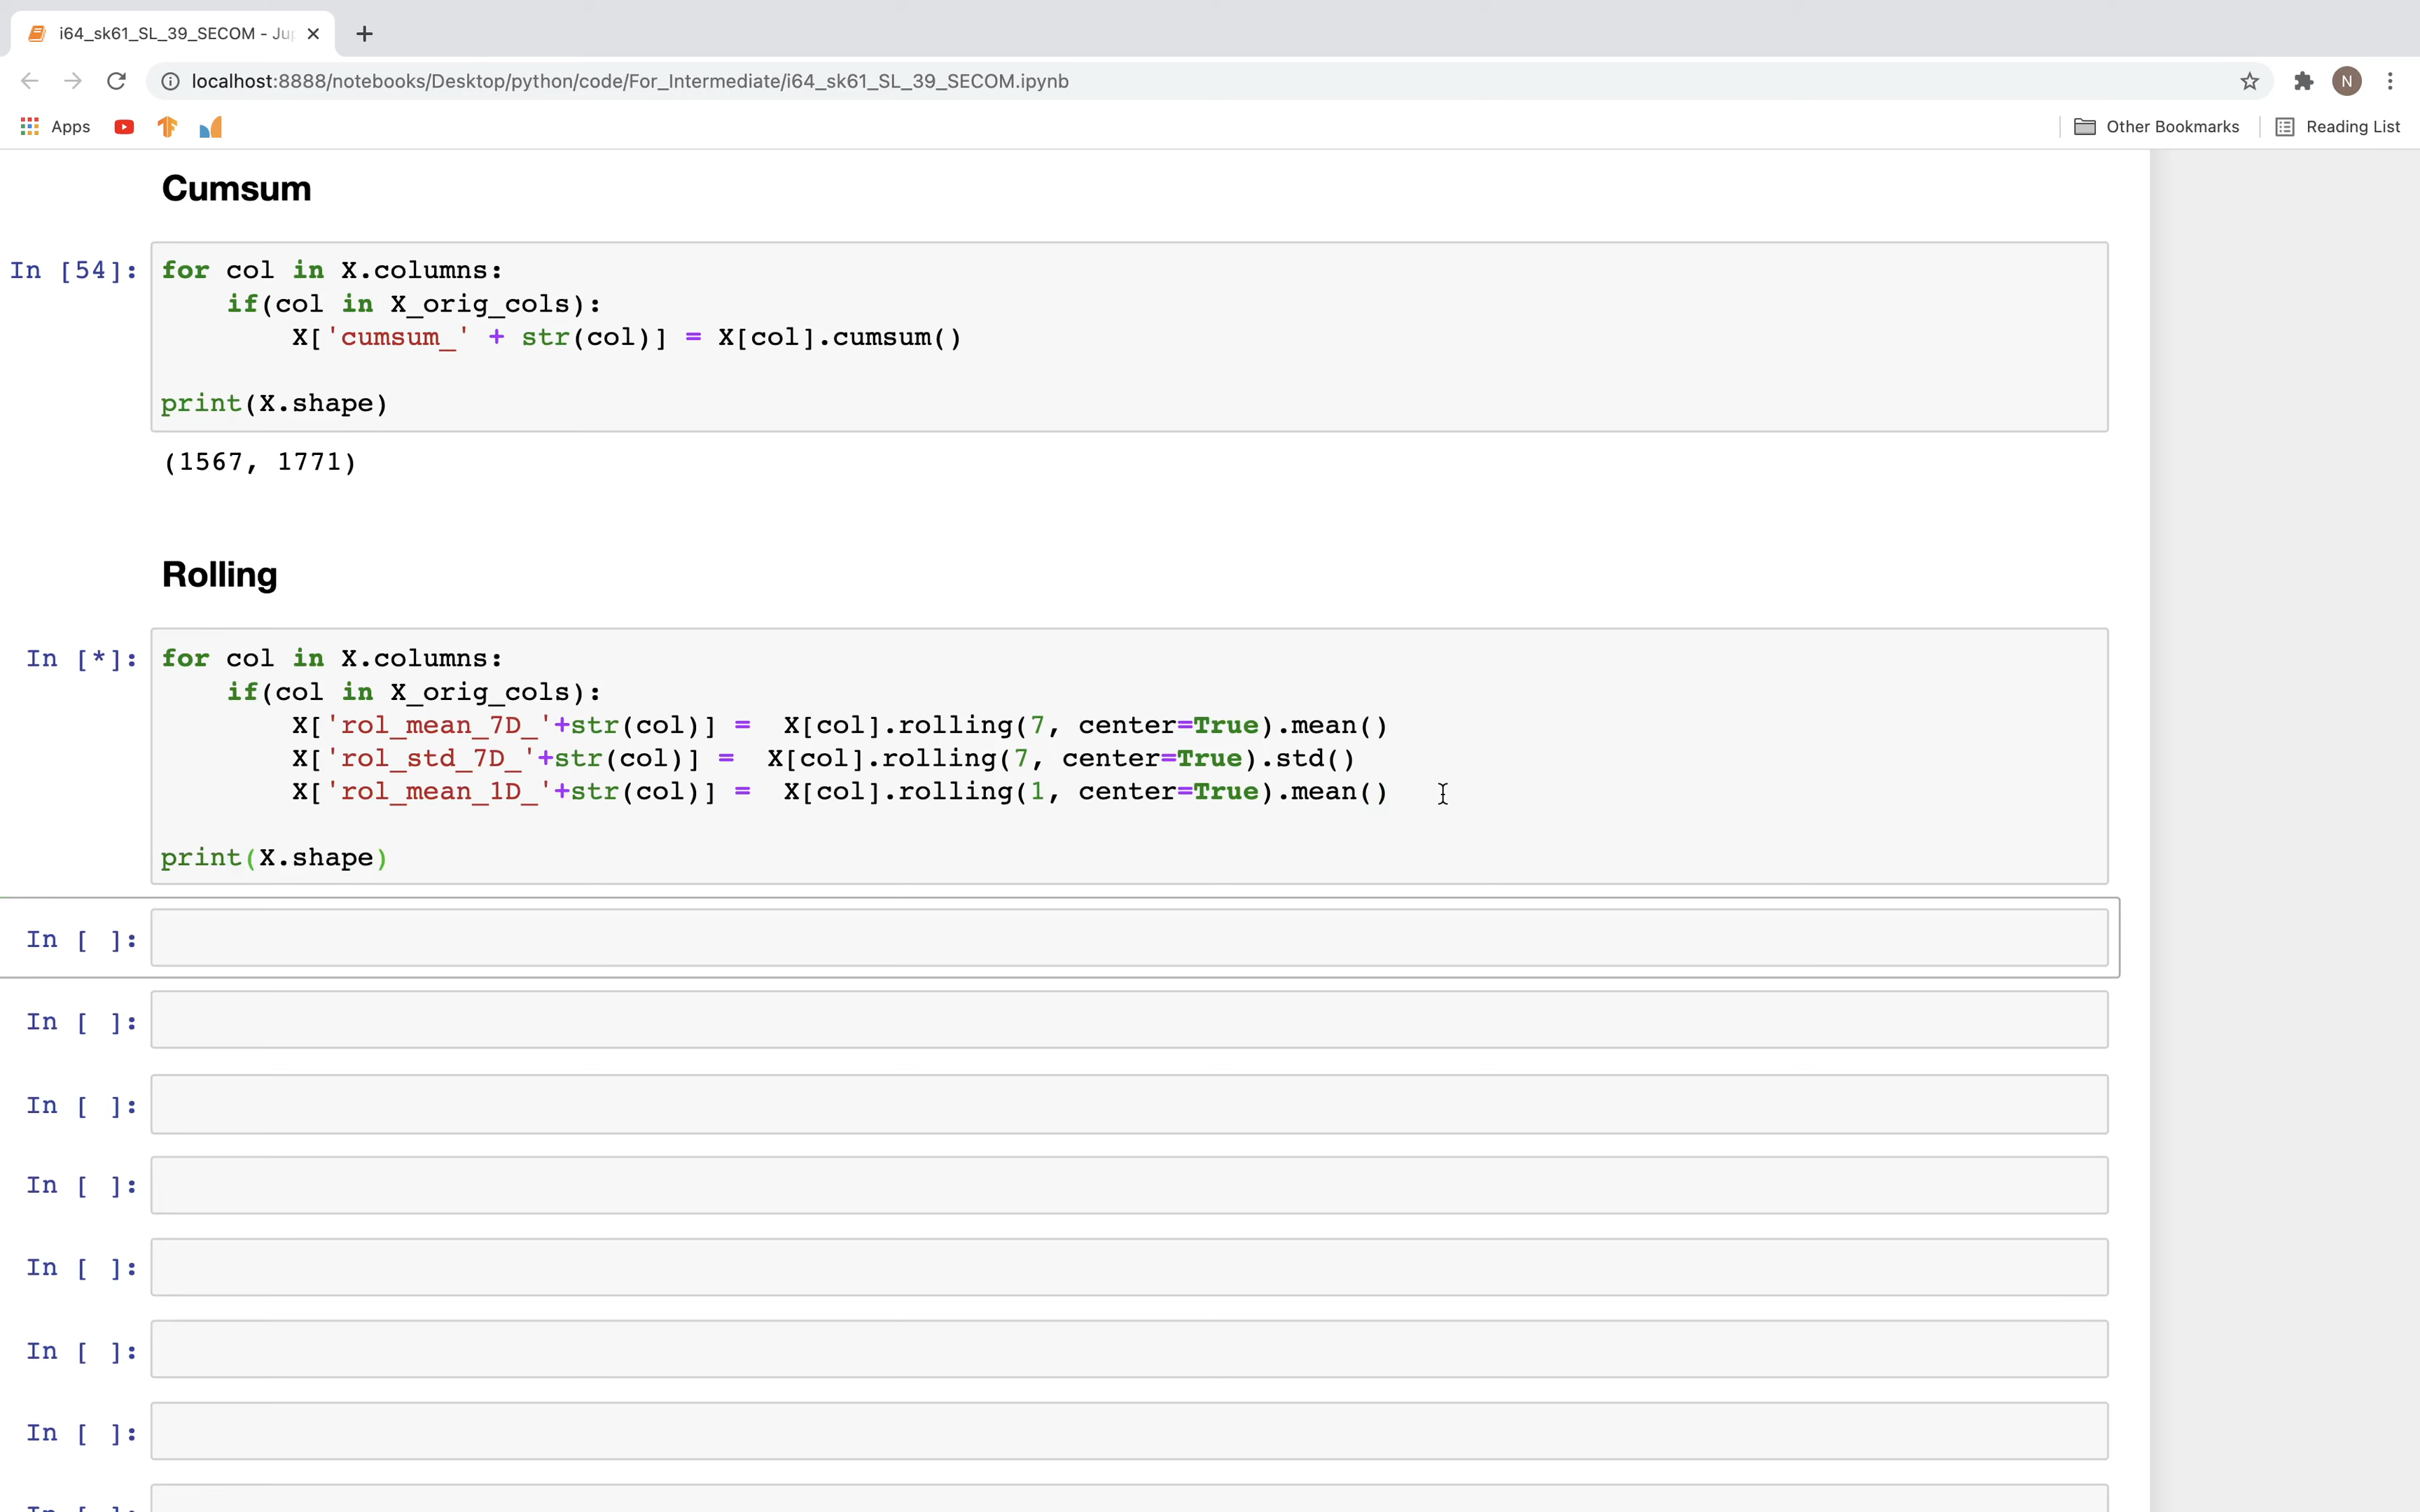 i64_sk61_SL_39_SECOM - Ju
localhost:8888/notebooks/Desktop/python/code/For_Intermediate/i64_sk61_SL_39_SECOM.ipynb
N
Apps
Other Bookmarks
Reading List
Cumsum
In [54]:
for col in X.columns:
    if(col in X_orig_cols):
        X['cumsum_' + str(col)] = X[col].cumsum()
print(X.shape)
(1567, 1771)
Rolling
In [*]:
for col in X.columns:
    if(col in X_orig_cols):
        X['rol_mean_7D_'+str(col)] =  X[col].rolling(7, center=True).mean()
        X['rol_std_7D_'+str(col)] =  X[col].rolling(7, center=True).std()
        X['rol_mean_1D_'+str(col)] =  X[col].rolling(1, center=True).mean()
print(X.shape)
In [ ]:
In [ ]:
In [ ]:
In [ ]:
In [ ]:
In [ ]:
In [ ]: